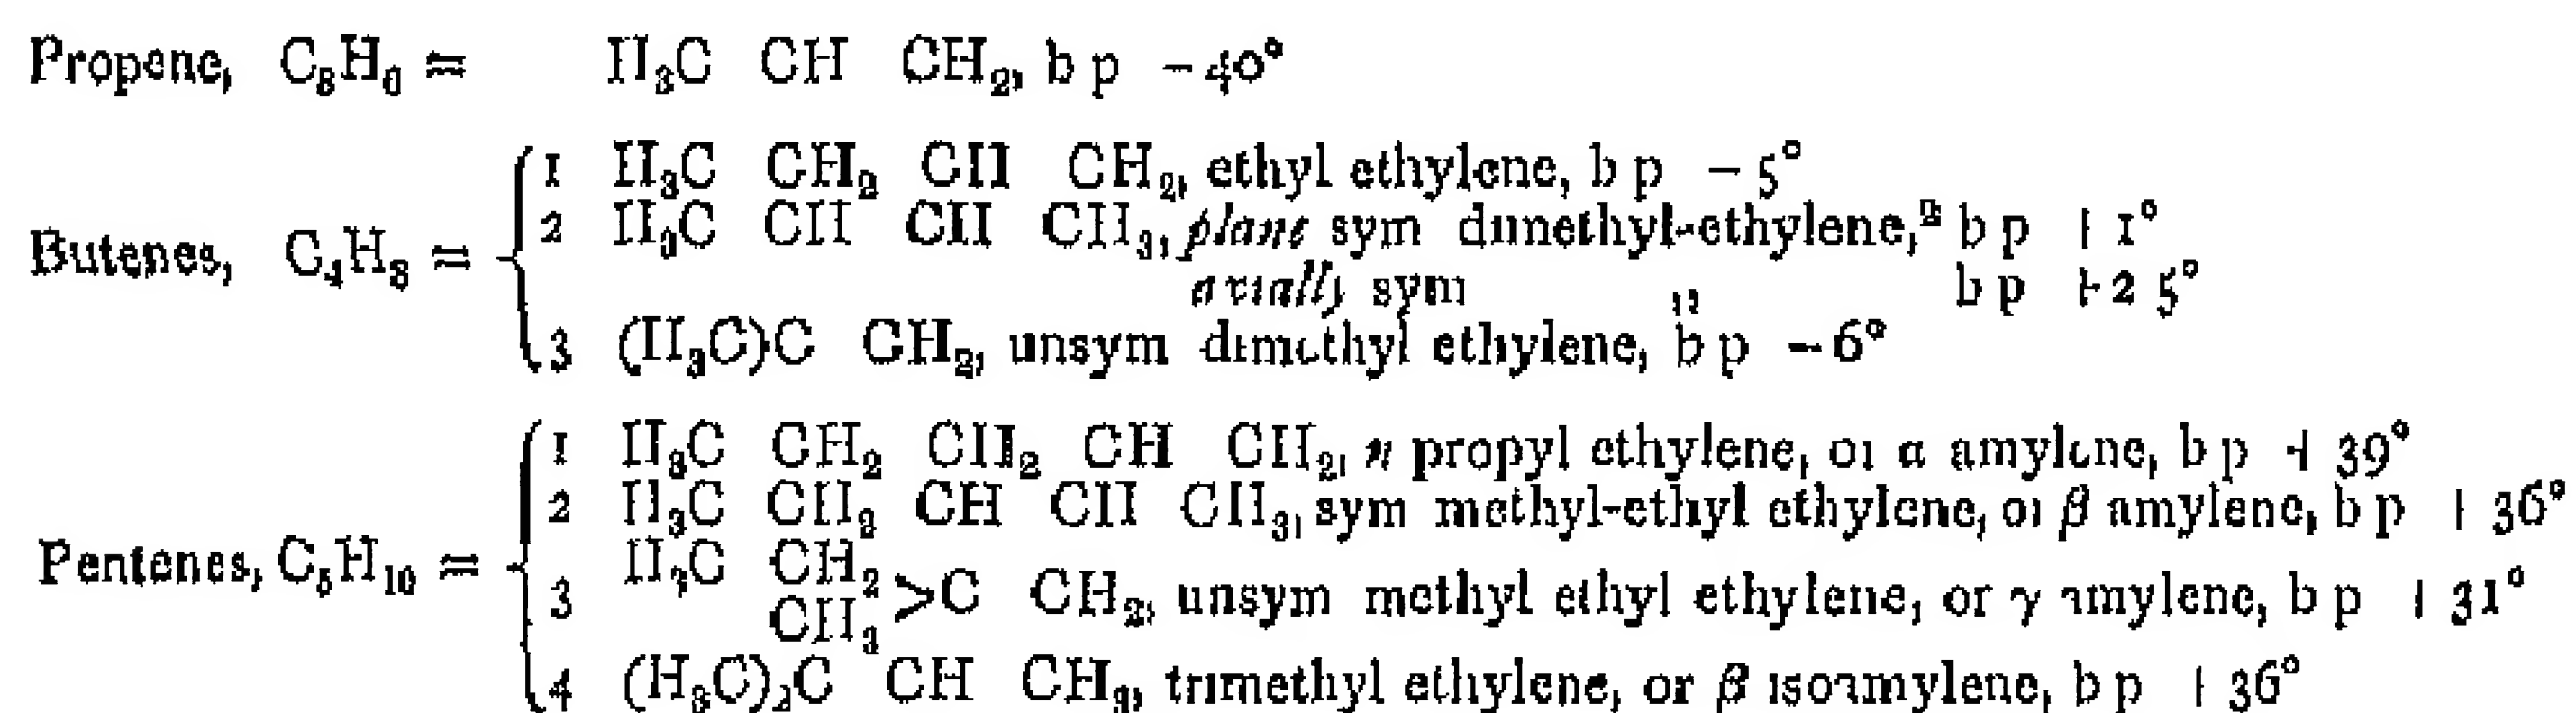 Propene, C₃H₆ = H₃C CH CH₂, b p −40°
1 H₃C CH₂ CH CH₂, ethyl ethylene, b p −5°
2 H₃C CH CH CH₃, plane sym dimethyl-ethylene,² b p +1°
Butenes, C₄H₈ =
axially sym ,, b p +2 5°
3 (H₃C)C CH₂, unsym dimethyl ethylene, b p −6°
1 H₃C CH₂ CH₂ CH CH₂, n propyl ethylene, or α amylene, b p +39°
2 H₃C CH₂ CH CH CH₃, sym methyl-ethyl ethylene, or β amylene, b p +36°
Pentenes, C₅H₁₀ =
H₃C CH₂
3 >C CH₂, unsym methyl ethyl ethylene, or γ amylene, b p +31°
CH₃
4 (H₃C)₂C CH CH₃, trimethyl ethylene, or β isoamylene, b p +36°